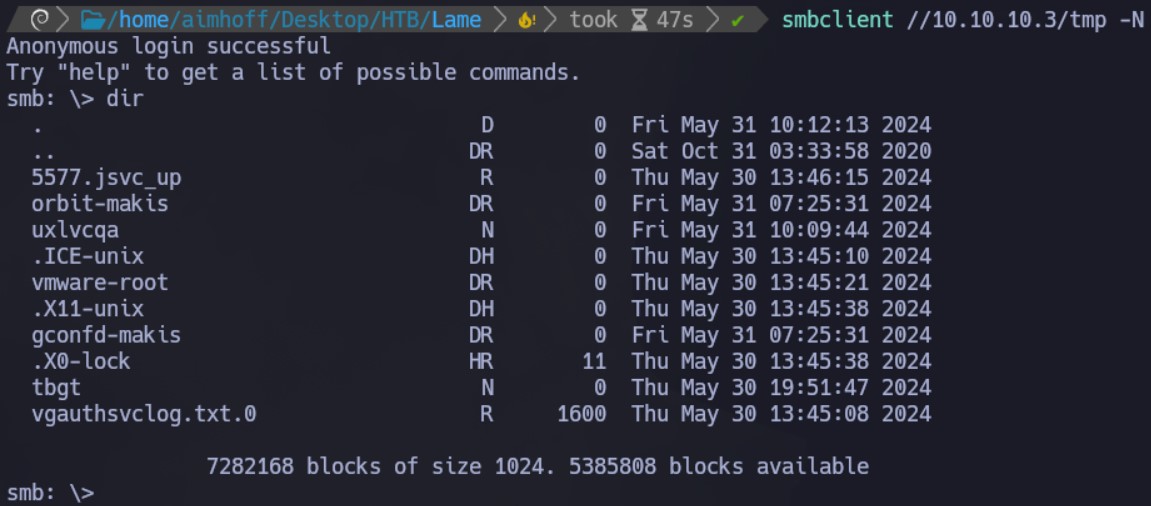 /home/aimhoff/Desktop/HTB/Lame took 47s ✔ smbclient //10.10.10.3/tmp -N
Anonymous login successful
Try "help" to get a list of possible commands.
smb: \> dir
. D 0 Fri May 31 10:12:13 2024
.. DR 0 Sat Oct 31 03:33:58 2020
5577.jsvc_up R 0 Thu May 30 13:46:15 2024
orbit-makis DR 0 Fri May 31 07:25:31 2024
uxlvcqa N 0 Fri May 31 10:09:44 2024
.ICE-unix DH 0 Thu May 30 13:45:10 2024
vmware-root DR 0 Thu May 30 13:45:21 2024
.X11-unix DH 0 Thu May 30 13:45:38 2024
gconfd-makis DR 0 Fri May 31 07:25:31 2024
.X0-lock HR 11 Thu May 30 13:45:38 2024
tbgt N 0 Thu May 30 19:51:47 2024
vgauthsvclog.txt.0 R 1600 Thu May 30 13:45:08 2024
7282168 blocks of size 1024. 5385808 blocks available
smb: \>